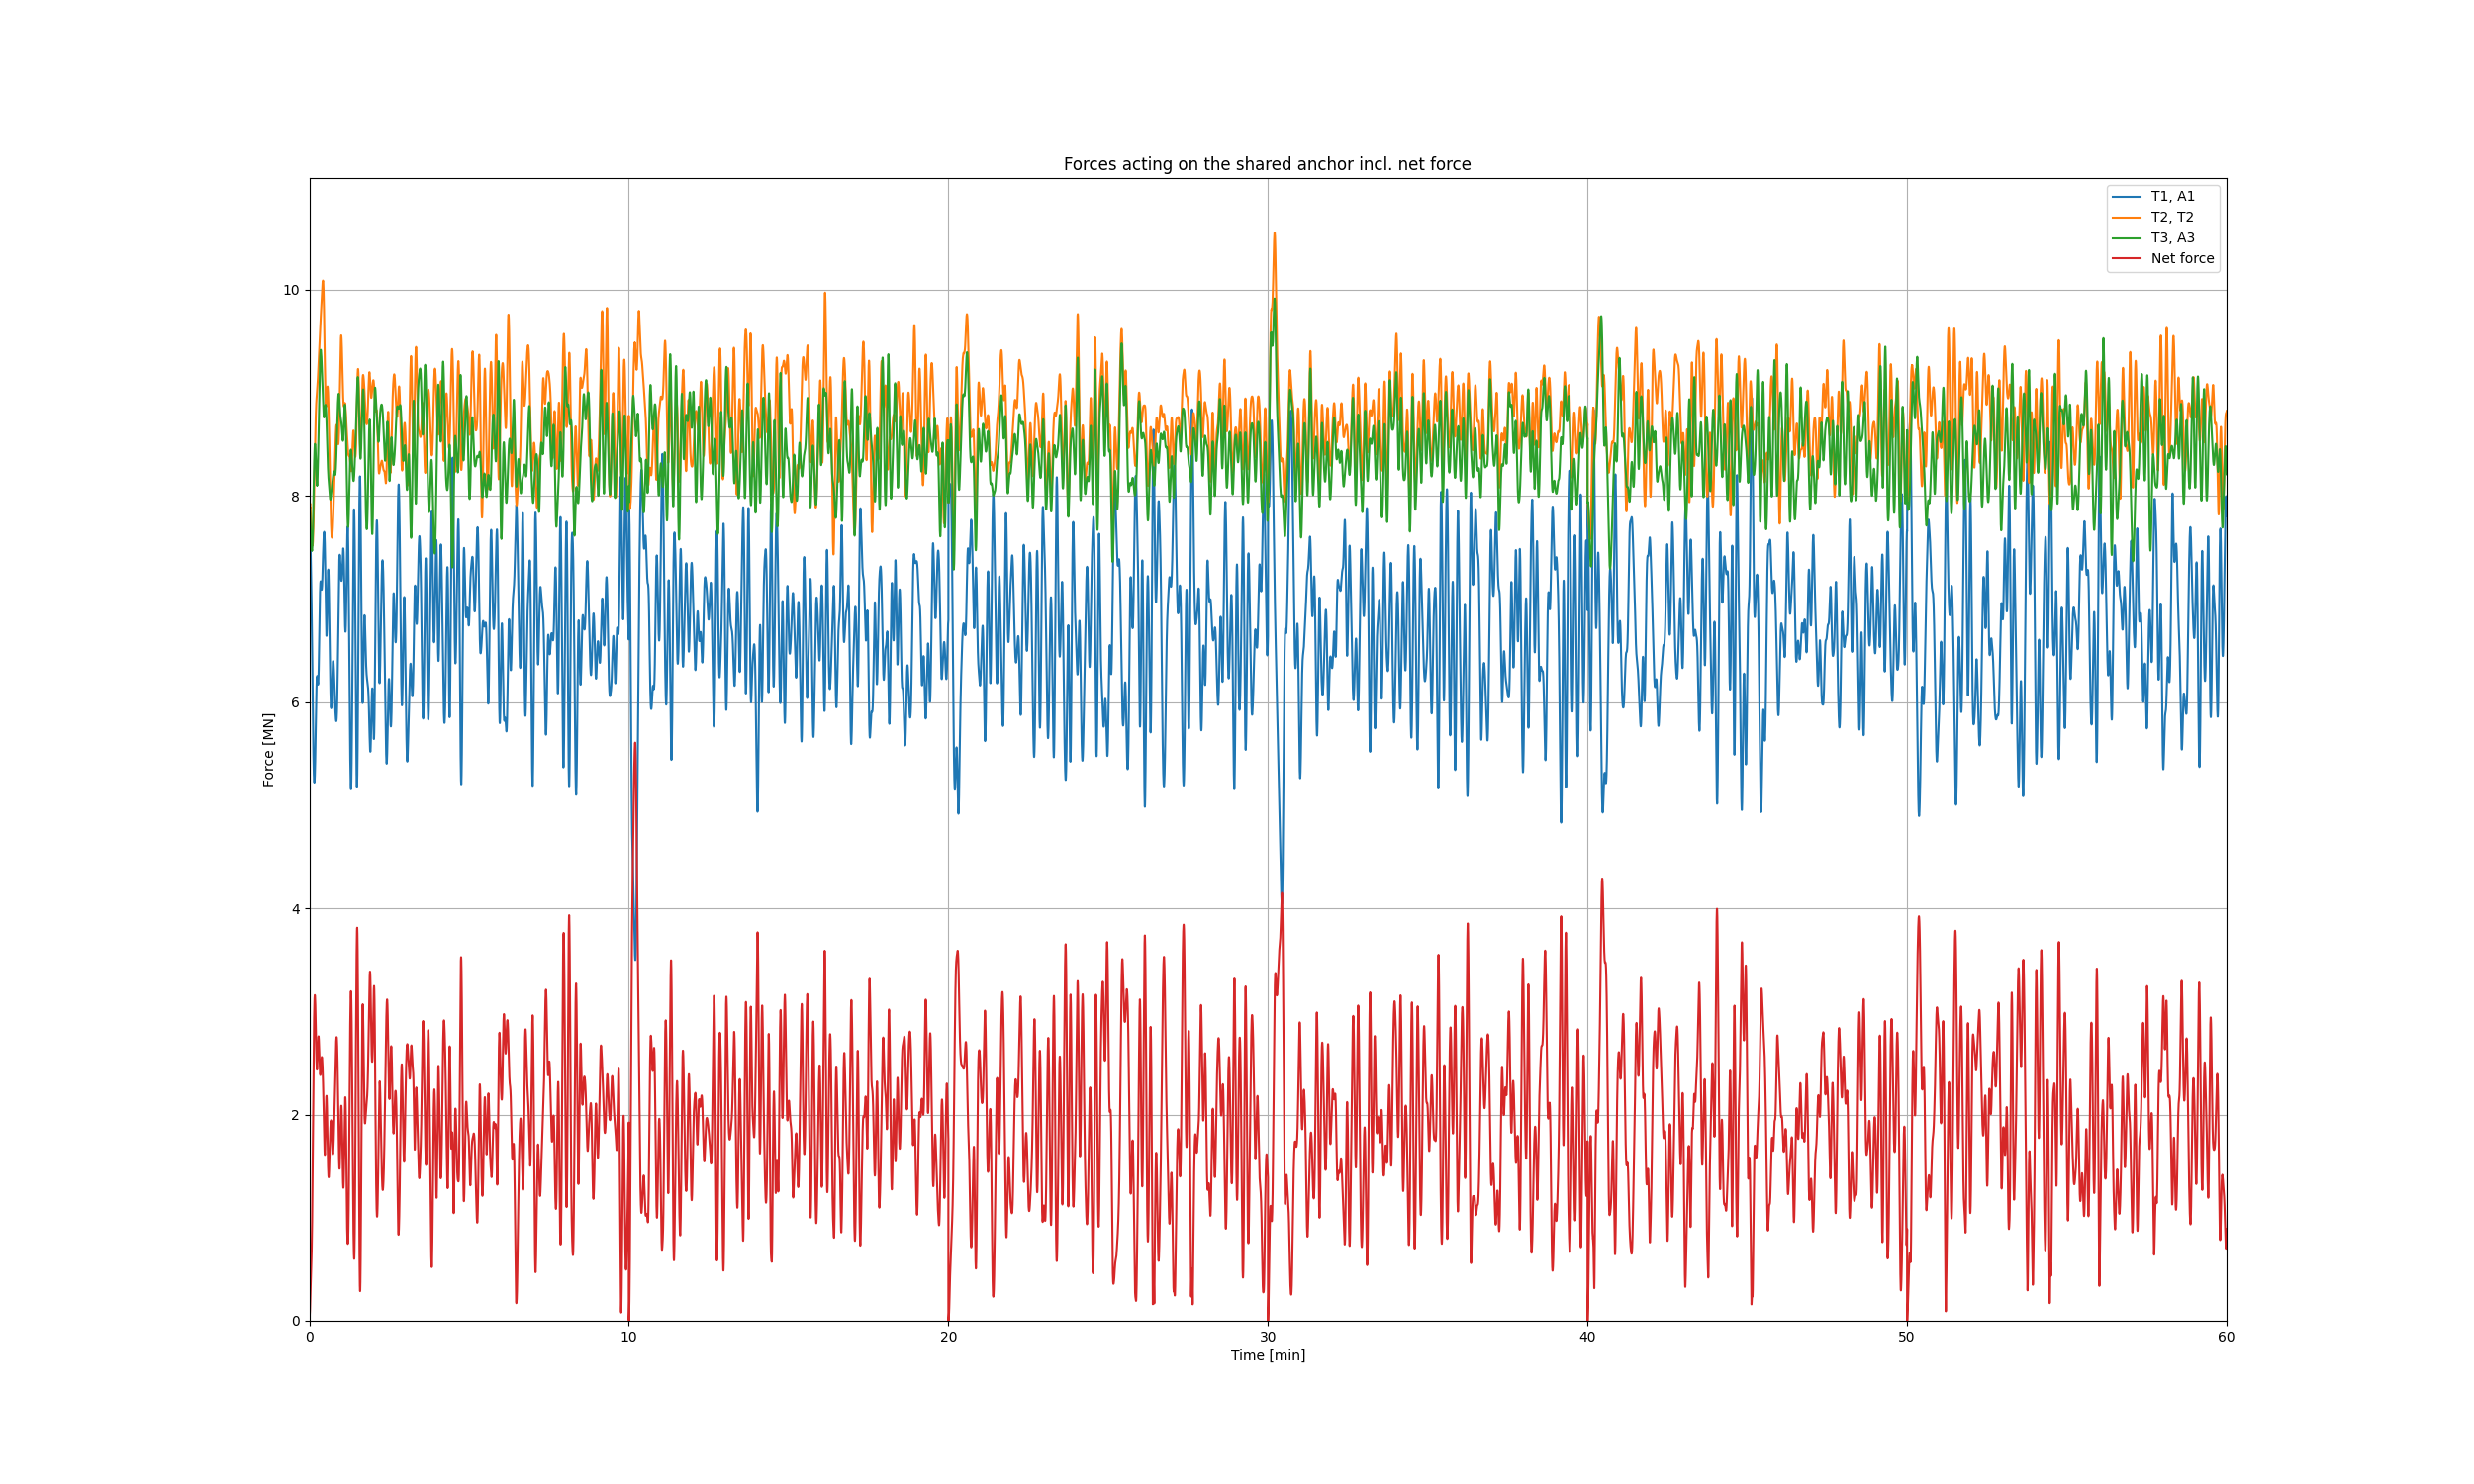 Forces acting on the shared anchor incl. net force
T1, A1
T2, T2
T3, A3
Net force
Force [MN]
10
8
6
4
2
0
0 10 20 30 40 50 60
Time [min]